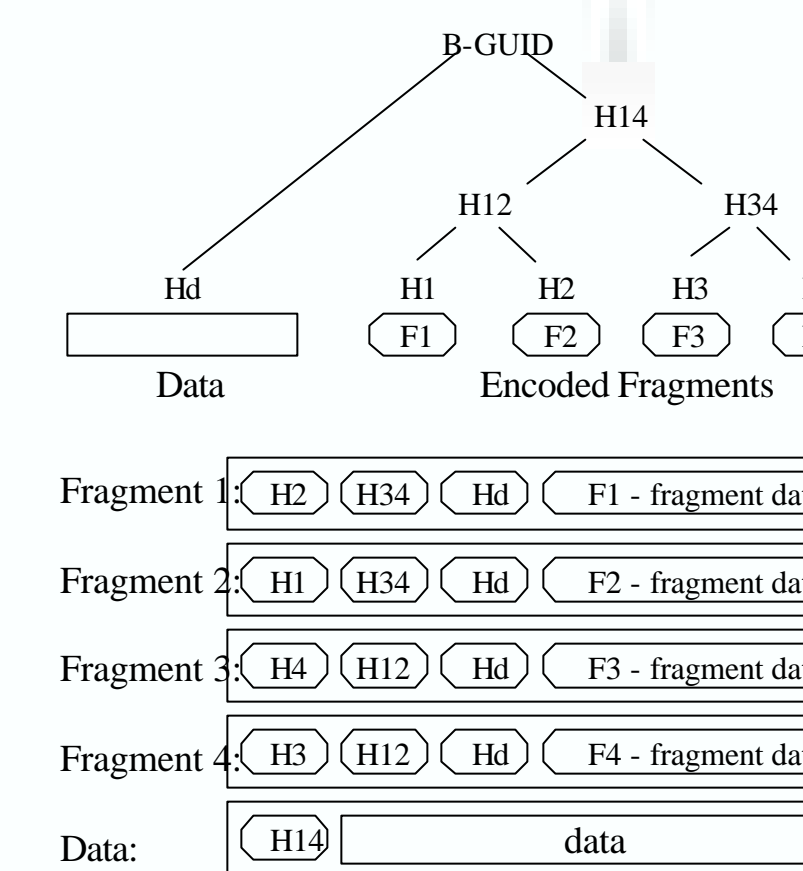 B-GUID
H14
H12 H34
Hd H1 H2 H3
F1 F2 F3
Data Encoded Fragments
Fragment 1: H2 H34 Hd F1 - fragment da
Fragment 2: H1 H34 Hd F2 - fragment da
Fragment 3: H4 H12 Hd F3 - fragment da
Fragment 4: H3 H12 Hd F4 - fragment da
Data: H14 data